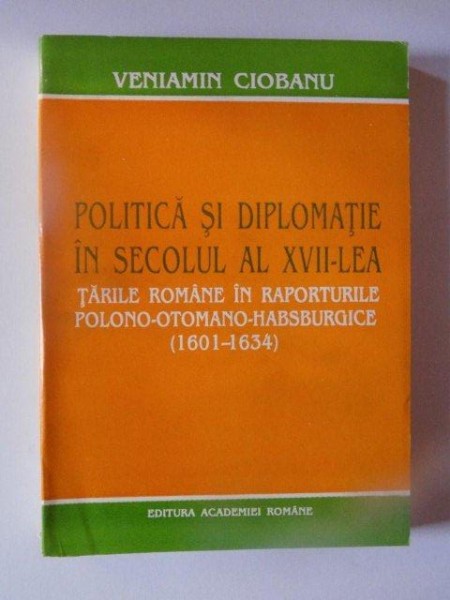 VENIAMIN CIOBANU
POLITICĂ ŞI DIPLOMAŢIE
ÎN SECOLUL AL XVII-LEA
ŢĂRILE ROMÂNE ÎN RAPORTURILE
POLONO-OTOMANO-HABSBURGICE
(1601-1634)
EDITURA ACADEMIEI ROMÂNE